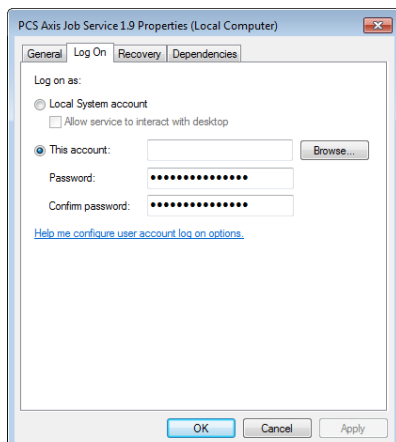 PCS Axis Job Service 1.9 Properties (Local Computer)
General Log On Recovery Dependencies
Log on as:
Local System account
Allow service to interact with desktop
This account:
Browse...
Password: •••••••••••••••
Confirm password: •••••••••••••••
Help me configure user account log on options.
OK Cancel Apply